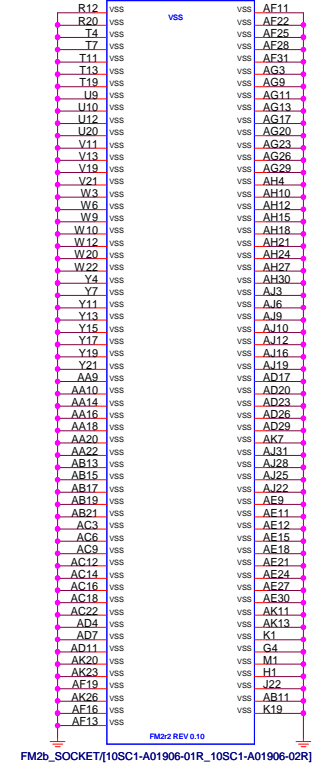 R12 VSS VSS AF11
VSS
R20 VSS VSS AF22
T4 VSS VSS AF25
T7 VSS VSS AF28
T11 VSS VSS AF31
T13 VSS VSS AG3
T19 VSS VSS AG9
U9 VSS VSS AG11
U10 VSS VSS AG13
U12 VSS VSS AG17
U20 VSS VSS AG20
V11 VSS VSS AG23
V13 VSS VSS AG26
V19 VSS VSS AG29
V21 VSS VSS AH4
W3 VSS VSS AH10
W6 VSS VSS AH12
W9 VSS VSS AH15
W10 VSS VSS AH18
W12 VSS VSS AH21
W20 VSS VSS AH24
W22 VSS VSS AH27
Y4 VSS VSS AH30
Y7 VSS VSS AJ3
Y11 VSS VSS AJ6
Y13 VSS VSS AJ9
Y15 VSS VSS AJ10
Y17 VSS VSS AJ12
Y19 VSS VSS AJ16
Y21 VSS VSS AJ19
AA9 VSS VSS AD17
AA10 VSS VSS AD20
AA14 VSS VSS AD23
AA16 VSS VSS AD26
AA18 VSS VSS AD29
AA20 VSS VSS AK7
AA22 VSS VSS AJ31
AB13 VSS VSS AJ28
AB15 VSS VSS AJ25
AB17 VSS VSS AJ22
AB19 VSS VSS AE9
AB21 VSS VSS AE11
AC3 VSS VSS AE12
AC6 VSS VSS AE15
AC9 VSS VSS AE18
AC12 VSS VSS AF21
AC14 VSS VSS AE24
AC16 VSS VSS AE27
AC18 VSS VSS AE30
AC22 VSS VSS AK11
AD4 VSS VSS AK13
AD7 VSS VSS K1
AD11 VSS VSS G4
AK20 VSS VSS M1
AK23 VSS VSS H1
AF19 VSS VSS J22
AK26 VSS VSS AB11
AF16 VSS VSS K19
AF13 VSS
FM2r2 REV 0.10
FM2b_SOCKET/[10SC1-A01906-01R_10SC1-A01906-02R]